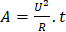 A = U²/R . t